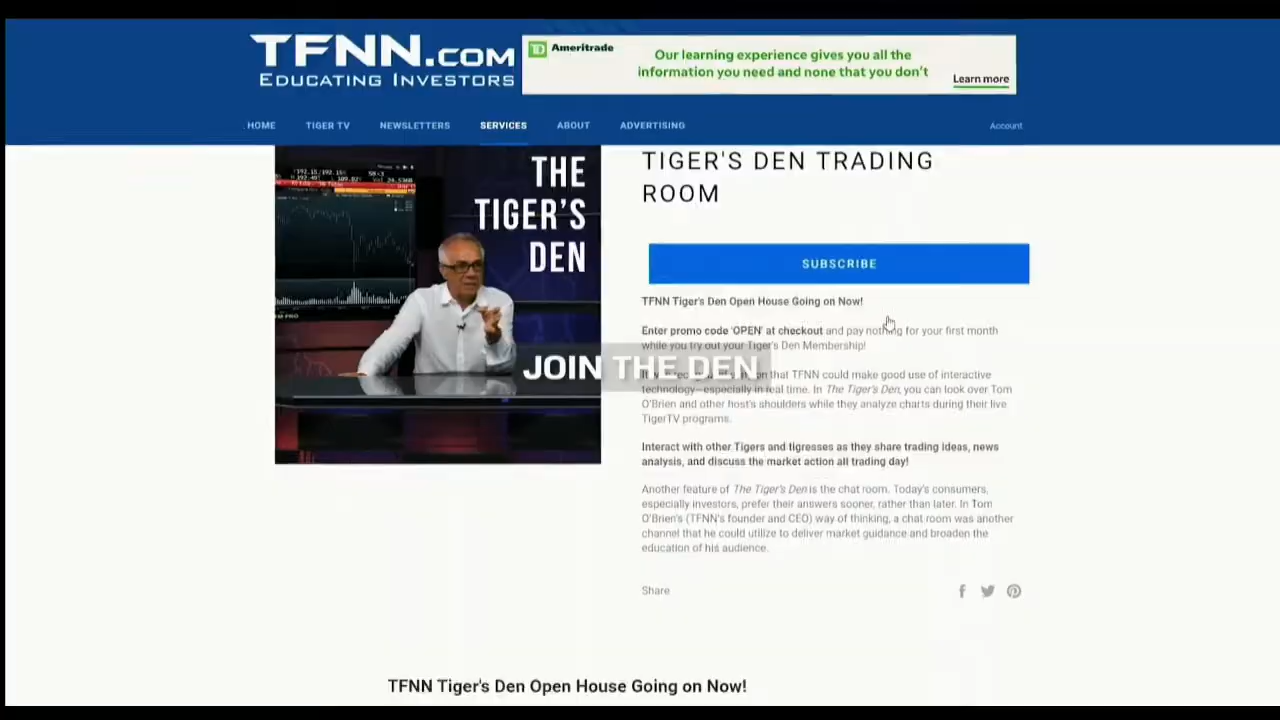 TFNN.COM
EDUCATING INVESTORS
TD Ameritrade
Our learning experience gives you all the
information you need and none that you don't
Learn more
HOME TIGER TV NEWSLETTERS SERVICES ABOUT ADVERTISING Account
THE
TIGER'S
DEN
TIGER'S DEN TRADING
ROOM
SUBSCRIBE
TFNN Tiger's Den Open House Going on Now!
Enter promo code 'OPEN' at checkout and pay nothing for your first month
while you try out your Tiger's Den Membership!
JOIN THE DEN
that TFNN could make good use of interactive
technology—especially in real time. In The Tiger's Den, you can look over Tom
O'Brien and other host's shoulders while they analyze charts during their live
TigerTV programs.
Interact with other Tigers and tigresses as they share trading ideas, news
analysis, and discuss the market action all trading day!
Another feature of The Tiger's Den is the chat room. Today's consumers,
especially investors, prefer their answers sooner, rather than later. In Tom
O'Brien's (TFNN's founder and CEO) way of thinking, a chat room was another
channel that he could utilize to deliver market guidance and broaden the
education of his audience.
Share
TFNN Tiger's Den Open House Going on Now!